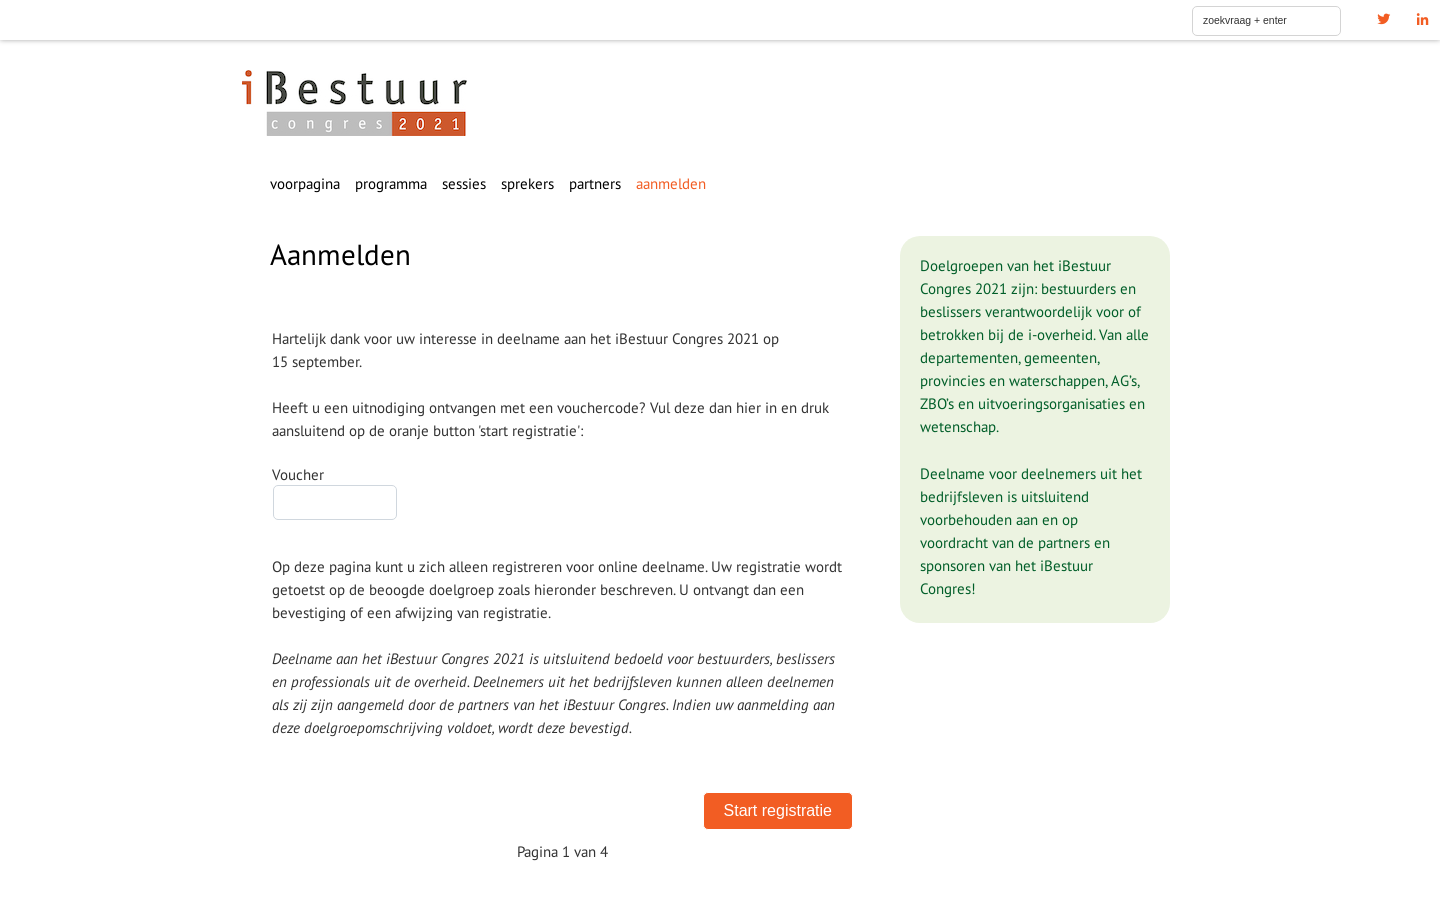 zoekvraag + enter
iBestuur
congres 2021
voorpagina programma sessies sprekers partners aanmelden
Aanmelden
Hartelijk dank voor uw interesse in deelname aan het iBestuur Congres 2021 op
15 september.
Heeft u een uitnodiging ontvangen met een vouchercode? Vul deze dan hier in en druk
aansluitend op de oranje button 'start registratie':
Voucher
Op deze pagina kunt u zich alleen registreren voor online deelname. Uw registratie wordt
getoetst op de beoogde doelgroep zoals hieronder beschreven. U ontvangt dan een
bevestiging of een afwijzing van registratie.
Deelname aan het iBestuur Congres 2021 is uitsluitend bedoeld voor bestuurders, beslissers
en professionals uit de overheid. Deelnemers uit het bedrijfsleven kunnen alleen deelnemen
als zij zijn aangemeld door de partners van het iBestuur Congres. Indien uw aanmelding aan
deze doelgroepomschrijving voldoet, wordt deze bevestigd.
Start registratie
Pagina 1 van 4
Doelgroepen van het iBestuur
Congres 2021 zijn: bestuurders en
beslissers verantwoordelijk voor of
betrokken bij de i-overheid. Van alle
departementen, gemeenten,
provincies en waterschappen, AG’s,
ZBO’s en uitvoeringsorganisaties en
wetenschap.
Deelname voor deelnemers uit het
bedrijfsleven is uitsluitend
voorbehouden aan en op
voordracht van de partners en
sponsoren van het iBestuur
Congres!